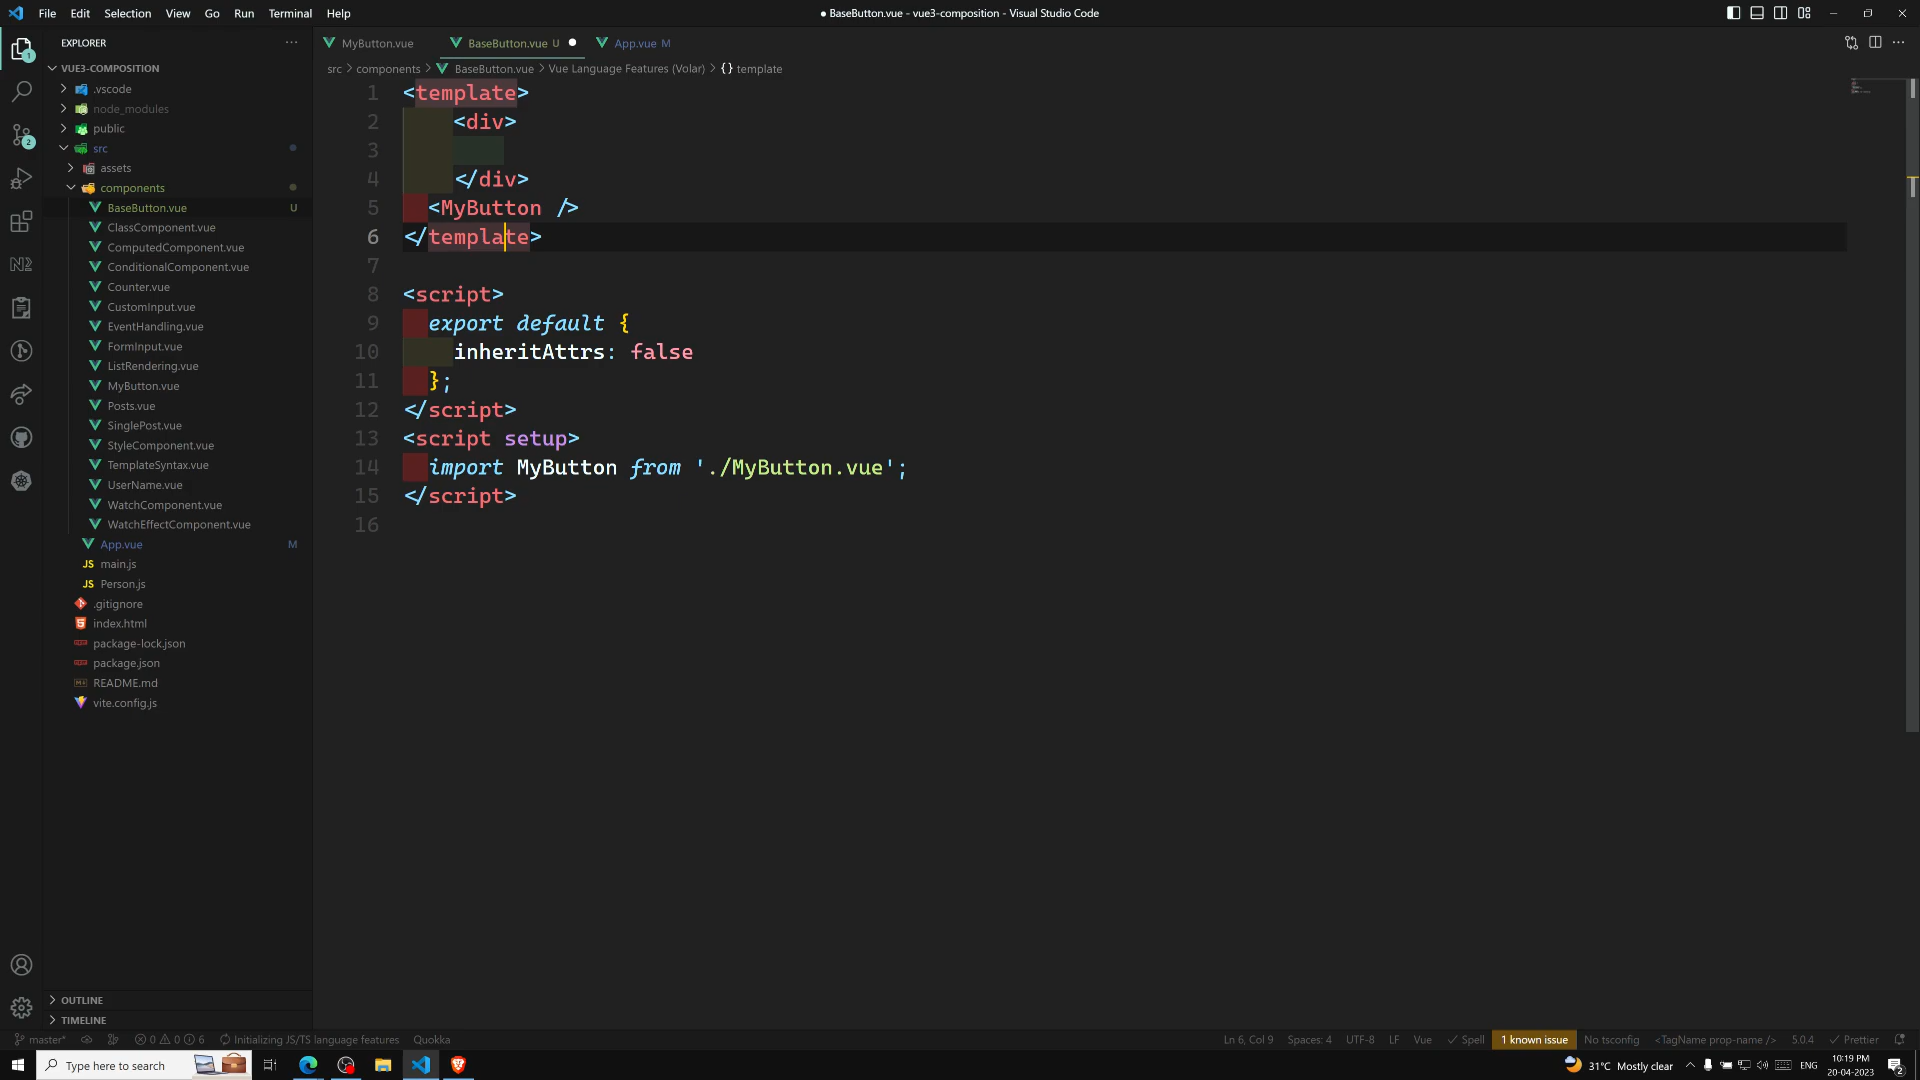 File Edit Selection View Go Run Terminal Help
● BaseButton.vue - vue3-composition - Visual Studio Code
EXPLORER
VUE3-COMPOSITION
.vscode
node_modules
public
src
assets
components
BaseButton.vue U
ClassComponent.vue
ComputedComponent.vue
ConditionalComponent.vue
Counter.vue
CustomInput.vue
EventHandling.vue
FormInput.vue
ListRendering.vue
MyButton.vue
Posts.vue
SinglePost.vue
StyleComponent.vue
TemplateSyntax.vue
UserName.vue
WatchComponent.vue
WatchEffectComponent.vue
App.vue M
JS main.js
JS Person.js
.gitignore
index.html
package-lock.json
package.json
README.md
vite.config.js
OUTLINE
TIMELINE
MyButton.vue BaseButton.vue U ● App.vue M
src > components > BaseButton.vue > Vue Language Features (Volar) > {} template
1 <template>
2 <div>
3
4 </div>
5 <MyButton />
6 </template>
7
8 <script>
9 export default {
10 inheritAttrs: false
11 };
12 </script>
13 <script setup>
14 import MyButton from './MyButton.vue';
15 </script>
16
master* 0 0 6 Initializing JS/TS language features Quokka
Ln 6, Col 9 Spaces: 4 UTF-8 LF Vue Spell 1 known issue No tsconfig <TagName prop-name /> 5.0.4 Prettier
Type here to search
31°C Mostly clear ENG
10:19 PM
20-04-2023
2